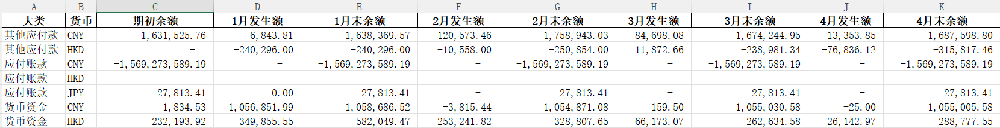 A B C D E F G H I J K
大类 货币 期初余额 1月发生额 1月末余额 2月发生额 2月末余额 3月发生额 3月末余额 4月发生额 4月末余额
其他应付款 CNY -1,631,525.76 -6,843.81 -1,638,369.57 -120,573.46 -1,758,943.03 84,698.08 -1,674,244.95 -13,353.85 -1,687,598.80
其他应付款 HKD - -240,296.00 -240,296.00 -10,558.00 -250,854.00 11,872.66 -238,981.34 -76,836.12 -315,817.46
应付账款 CNY -1,569,273,589.19 - -1,569,273,589.19 - -1,569,273,589.19 - -1,569,273,589.19 - -1,569,273,589.19
应付账款 HKD - - - - - - - - -
应付账款 JPY 27,813.41 0.00 27,813.41 - 27,813.41 - 27,813.41 - 27,813.41
货币资金 CNY 1,834.53 1,056,851.99 1,058,686.52 -3,815.44 1,054,871.08 159.50 1,055,030.58 -25.00 1,055,005.58
货币资金 HKD 232,193.92 349,855.55 582,049.47 -253,241.82 328,807.65 -66,173.07 262,634.58 26,142.97 288,777.55